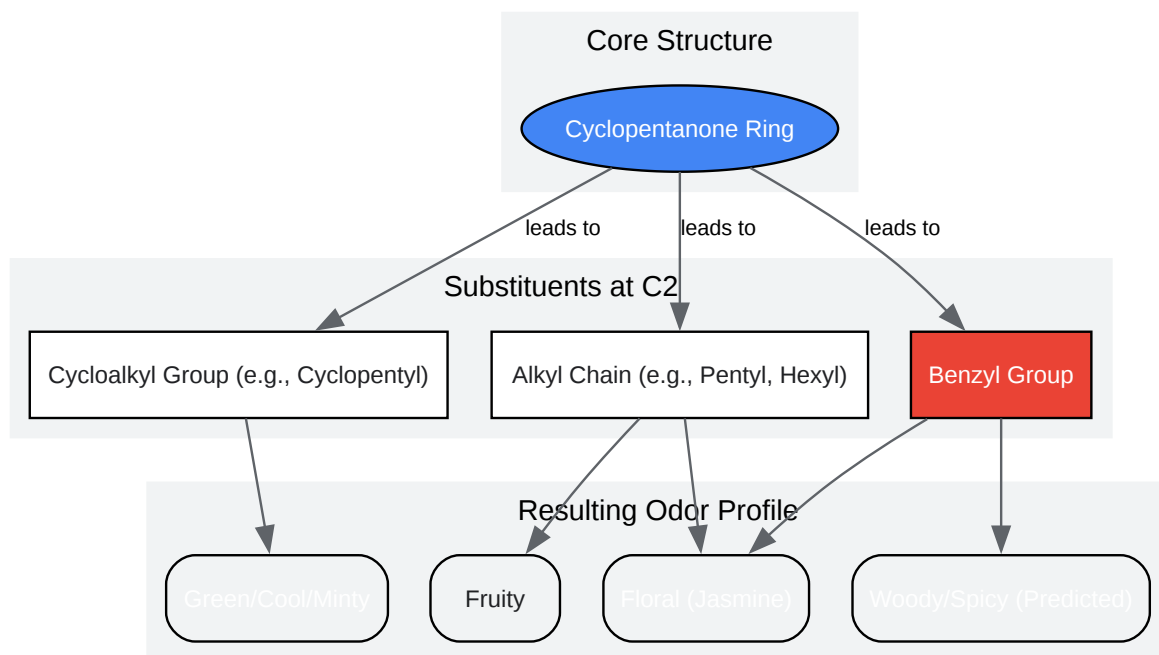 Core Structure
Cyclopentanone Ring
leads to
leads to
leads to
Substituents at C2
Cycloalkyl Group (e.g., Cyclopentyl)
Alkyl Chain (e.g., Pentyl, Hexyl)
Benzyl Group
Resulting Odor Profile
Green/Cool/Minty
Fruity
Floral (Jasmine)
Woody/Spicy (Predicted)